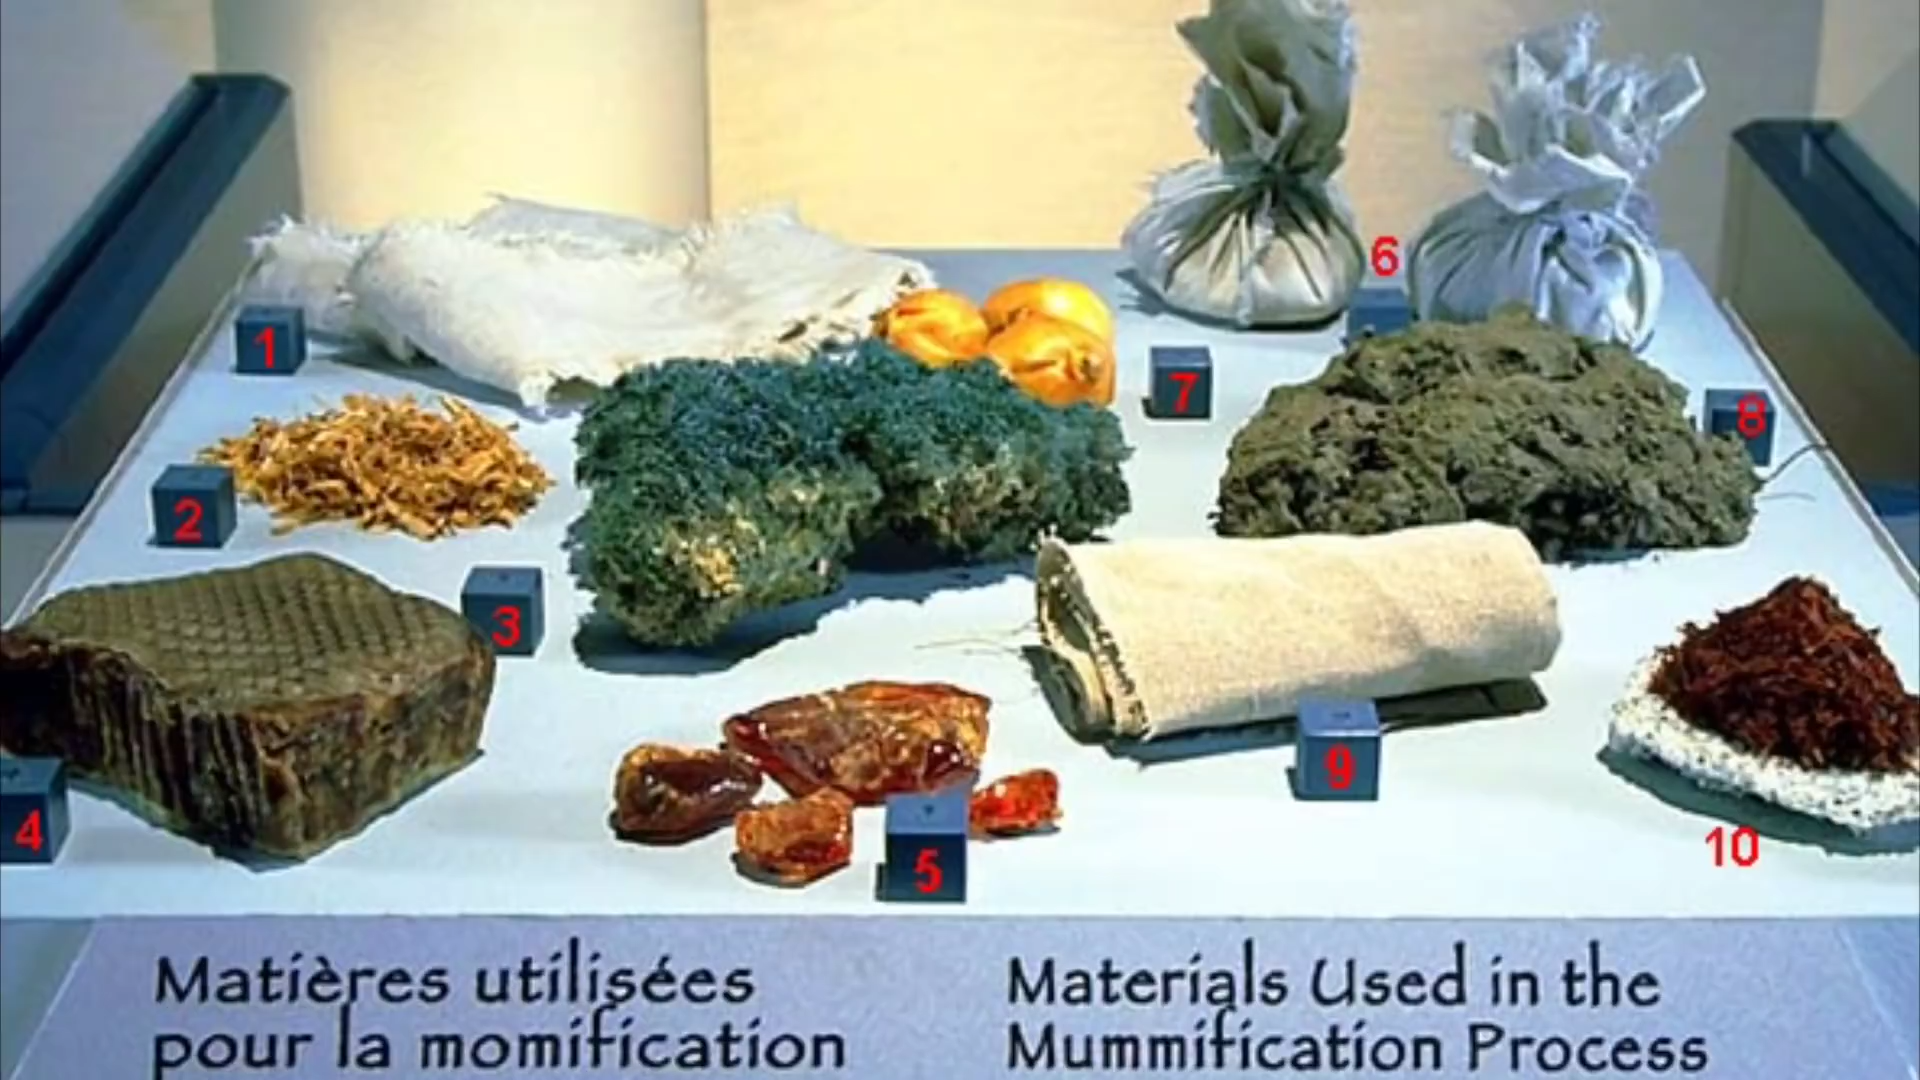 6
1
7
8
2
3
9
4
5
10
Matières utilisées
pour la momification
Materials Used in the
Mummification Process